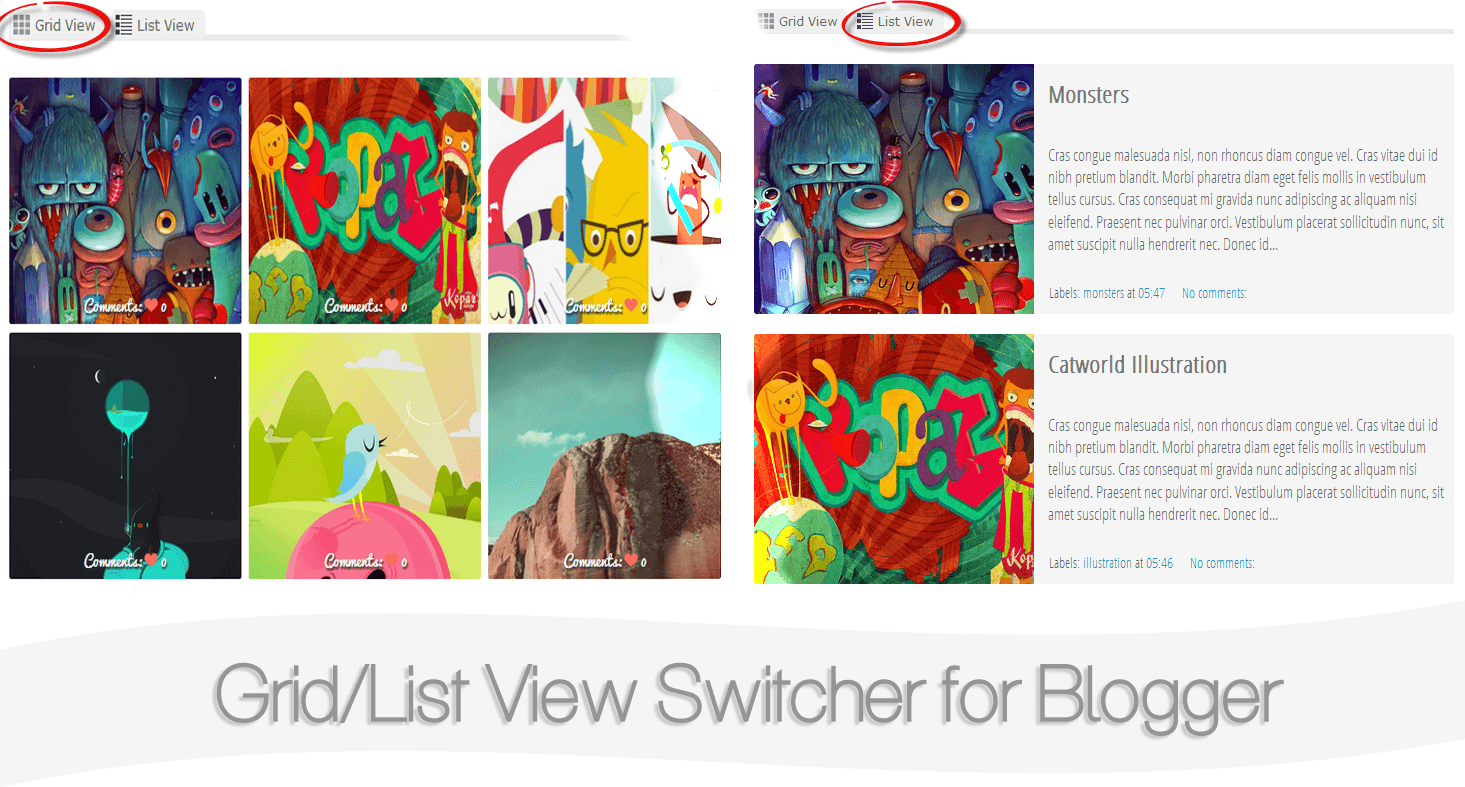 Grid View
List View
Comments: 0
Comments: 0
Comments: 0
Comments: 0
Comments: 0
Comments: 0
Kopaz
Kopaz
Grid View
List View
Monsters
Cras congue malesuada nisl, non rhoncus diam congue vel. Cras vitae dui id
nibh pretium blandit. Morbi pharetra diam eget felis mollis in vestibulum
tellus cursus. Cras consequat mi gravida nunc adipiscing ac aliquam nisi
eleifend. Praesent nec pulvinar orci. Vestibulum placerat sollicitudin nunc, sit
amet suscipit nulla hendrerit nec. Donec id...
Labels: monsters at 05:47 No comments:
Kopaz
Catworld Illustration
Cras congue malesuada nisl, non rhoncus diam congue vel. Cras vitae dui id
nibh pretium blandit. Morbi pharetra diam eget felis mollis in vestibulum
tellus cursus. Cras consequat mi gravida nunc adipiscing ac aliquam nisi
eleifend. Praesent nec pulvinar orci. Vestibulum placerat sollicitudin nunc, sit
amet suscipit nulla hendrerit nec. Donec id...
Labels: illustration at 05:46 No comments:
Grid/List View Switcher for Blogger